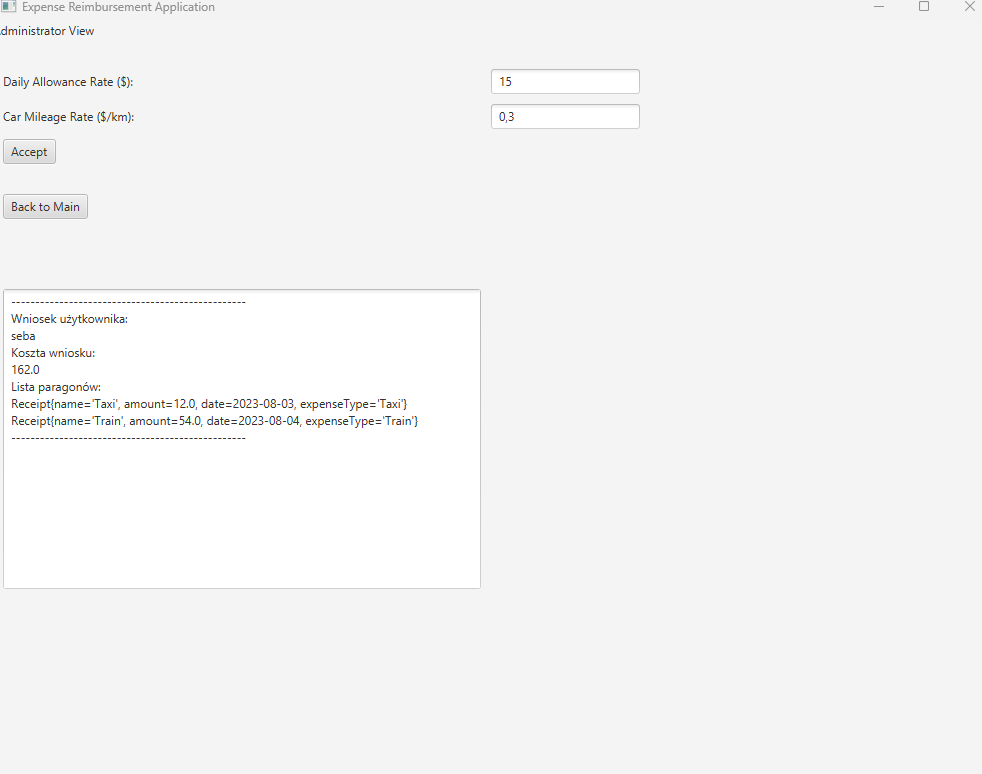 Expense Reimbursement Application
dministrator View
Daily Allowance Rate ($):
15
Car Mileage Rate ($/km):
0,3
Accept
Back to Main
------------------------------------------------
Wniosek użytkownika:
seba
Koszta wniosku:
162.0
Lista paragonów:
Receipt{name='Taxi', amount=12.0, date=2023-08-03, expenseType='Taxi'}
Receipt{name='Train', amount=54.0, date=2023-08-04, expenseType='Train'}
------------------------------------------------